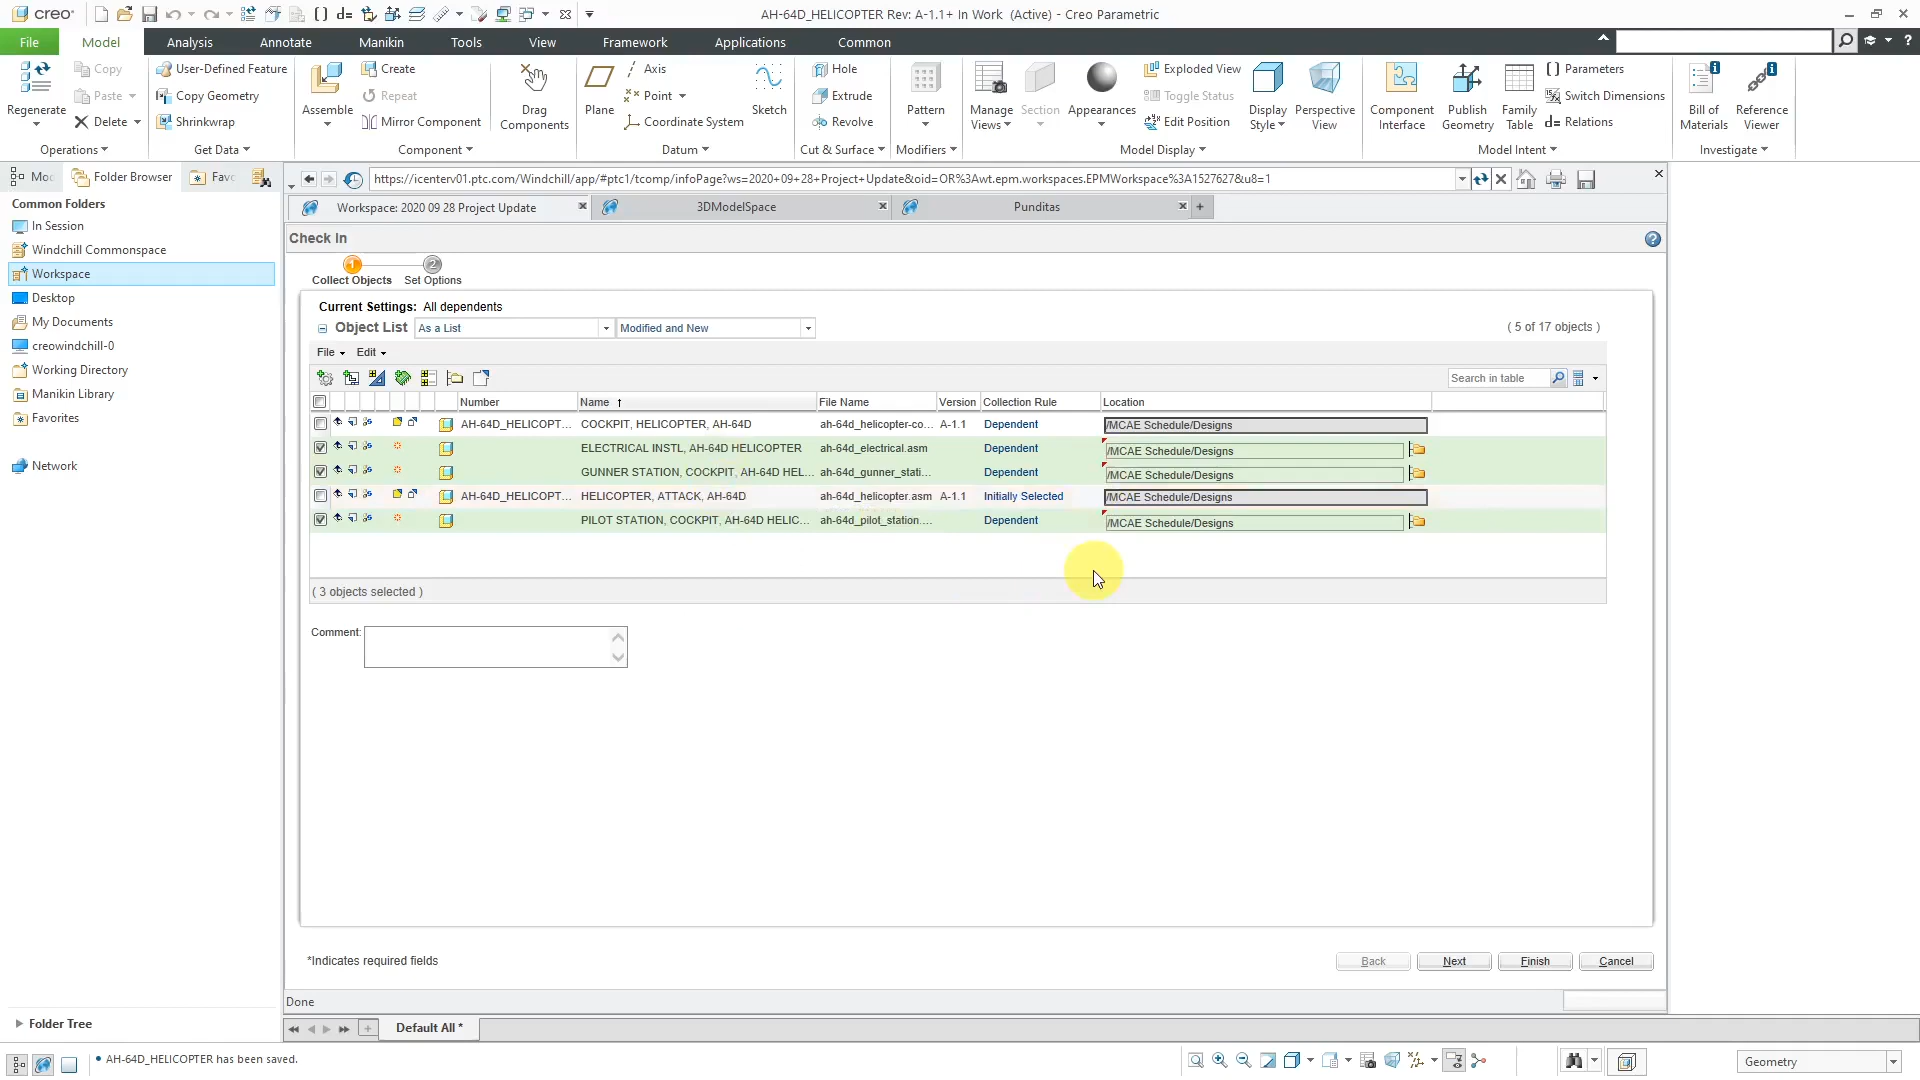 creo
AH-64D_HELICOPTER Rev: A-1.1+ In Work (Active) - Creo Parametric
File Model Analysis Annotate Manikin Tools View Framework Applications Common
Regenerate
Copy
Paste
Delete
Operations
User-Defined Feature
Copy Geometry
Shrinkwrap
Get Data
Assemble
Create
Repeat
Mirror Component
Component
Drag
Components
Plane
Axis
Point
Coordinate System
Sketch
Datum
Hole
Extrude
Revolve
Cut & Surface
Pattern
Modifiers
Manage
Views
Section
Appearances
Exploded View
Toggle Status
Edit Position
Display
Style
Perspective
View
Model Display
Component
Interface
Publish
Geometry
Family
Table
Parameters
Switch Dimensions
d= Relations
Model Intent
Bill of
Materials
Reference
Viewer
Investigate
Mo
Folder Browser
Favo
Common Folders
In Session
Windchill Commonspace
Workspace
Desktop
My Documents
creowindchill-0
Working Directory
Manikin Library
Favorites
Network
Folder Tree
https://icenterv01.ptc.com/Windchill/app/#ptc1/tcomp/infoPage?ws=2020+09+28+Project+Update&oid=OR%3Awt.epm.workspaces.EPMWorkspace%3A1527627&u8=1
Workspace: 2020 09 28 Project Update
3DModelSpace
Punditas
Check In
1 2
Collect Objects Set Options
Current Settings: All dependents
Object List As a List Modified and New ( 5 of 17 objects )
File Edit
Search in table
Number Name File Name Version Collection Rule Location
AH-64D_HELICOPT... COCKPIT, HELICOPTER, AH-64D ah-64d_helicopter-co... A-1.1 Dependent /MCAE Schedule/Designs
ELECTRICAL INSTL, AH-64D HELICOPTER ah-64d_electrical.asm Dependent /MCAE Schedule/Designs
GUNNER STATION, COCKPIT, AH-64D HEL... ah-64d_gunner_stati... Dependent /MCAE Schedule/Designs
AH-64D_HELICOPT... HELICOPTER, ATTACK, AH-64D ah-64d_helicopter.asm A-1.1 Initially Selected /MCAE Schedule/Designs
PILOT STATION, COCKPIT, AH-64D HELIC... ah-64d_pilot_station.... Dependent /MCAE Schedule/Designs
( 3 objects selected )
Comment:
*Indicates required fields
Back Next Finish Cancel
Done
Default All *
AH-64D_HELICOPTER has been saved.
Geometry